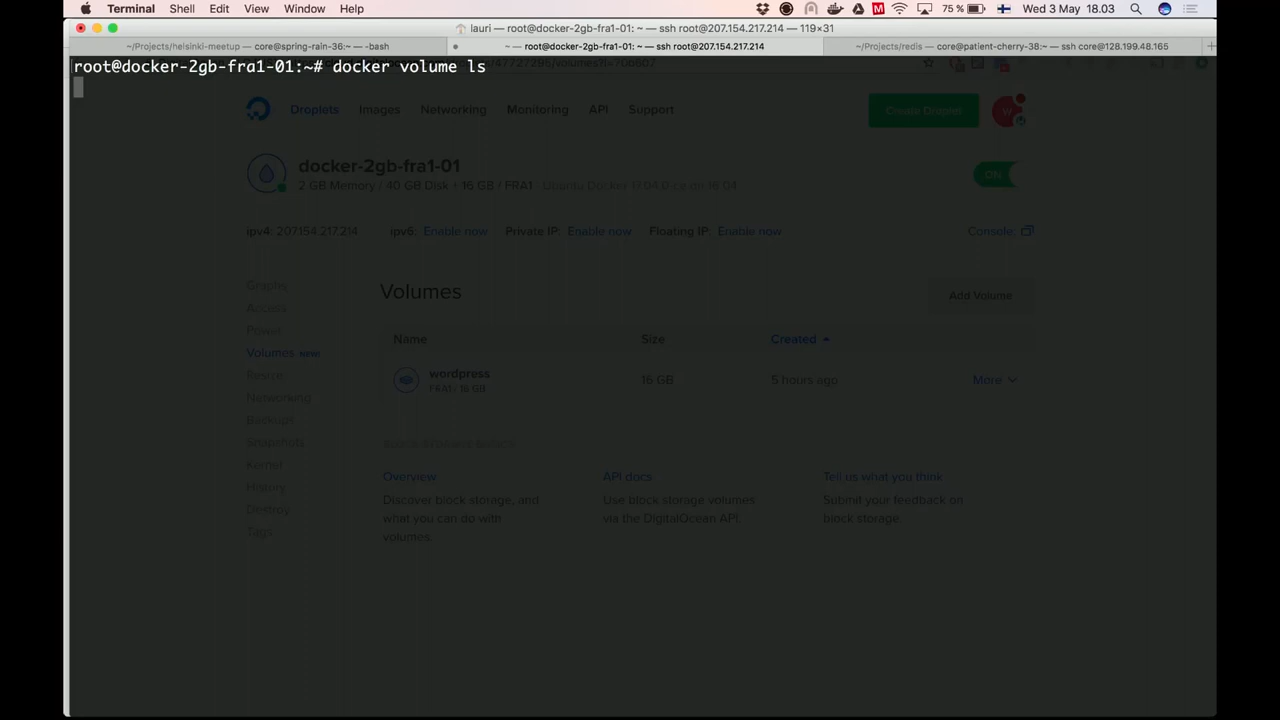 Terminal Shell Edit View Window Help 75 % Wed 3 May 18.03
lauri — root@docker-2gb-fra1-01: ~ — ssh root@207.154.217.214 — 119×31
~/Projects/helsinki-meetup — core@spring-rain-36:~ — -bash
~ — root@docker-2gb-fra1-01: ~ — ssh root@207.154.217.214
~/Projects/redis — core@patient-cherry-38:~ — ssh core@128.199.48.165
root@docker-2gb-fra1-01:~# docker volume ls
Droplets Images Networking Monitoring API Support Create Droplet
docker-2gb-fra1-01
2 GB Memory / 40 GB Disk + 16 GB / FRA1 - Ubuntu Docker 17.04.0-ce on 16.04
ON
ipv4: 207.154.217.214 ipv6: Enable now Private IP: Enable now Floating IP: Enable now Console:
Graphs
Access
Power
Volumes NEW!
Resize
Networking
Backups
Snapshots
Kernel
History
Destroy
Tags
Volumes
Add Volume
Name Size Created
wordpress
FRA1 / 16 GB
16 GB 5 hours ago More
Overview
Discover block storage, and
what you can do with
volumes.
API docs
Use block storage volumes
via the DigitalOcean API.
Tell us what you think
Submit your feedback on
block storage.